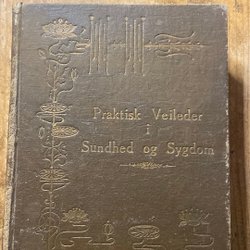 Praktisk Veileder
i
Sundhed og Sygdom